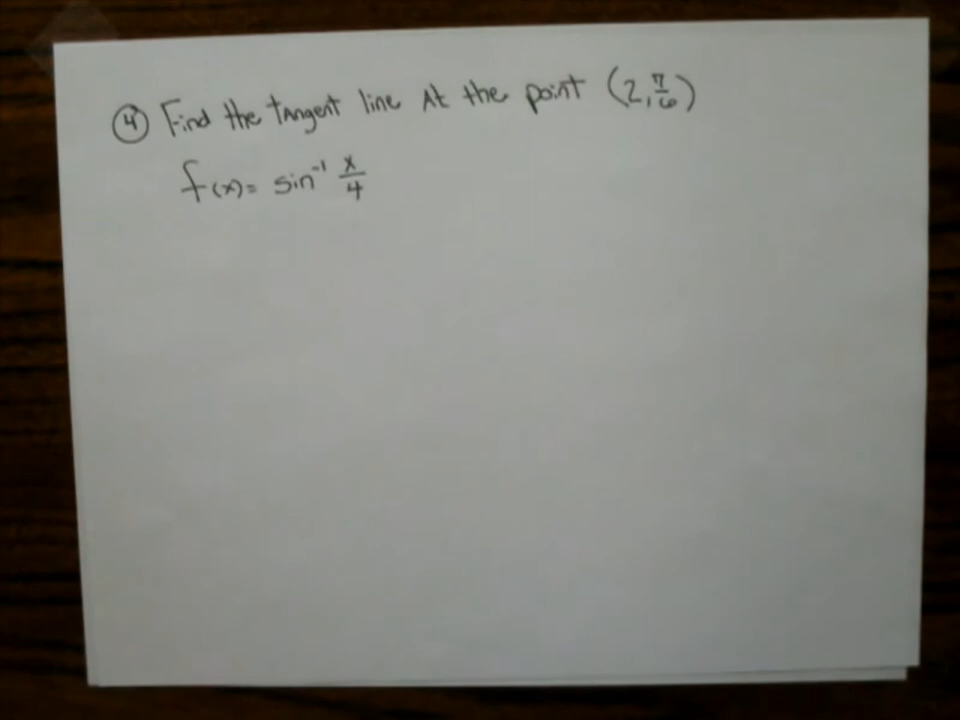 ④ Find the tangent line at the point (2, π/6)
f(x) = sin⁻¹ x/4